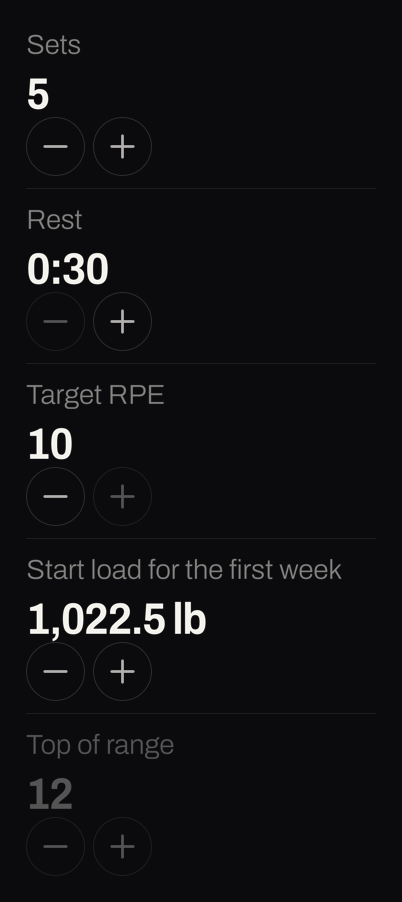 Sets
5
Rest
0:30
Target RPE
10
Start load for the first week
1,022.5 lb
Top of range
12